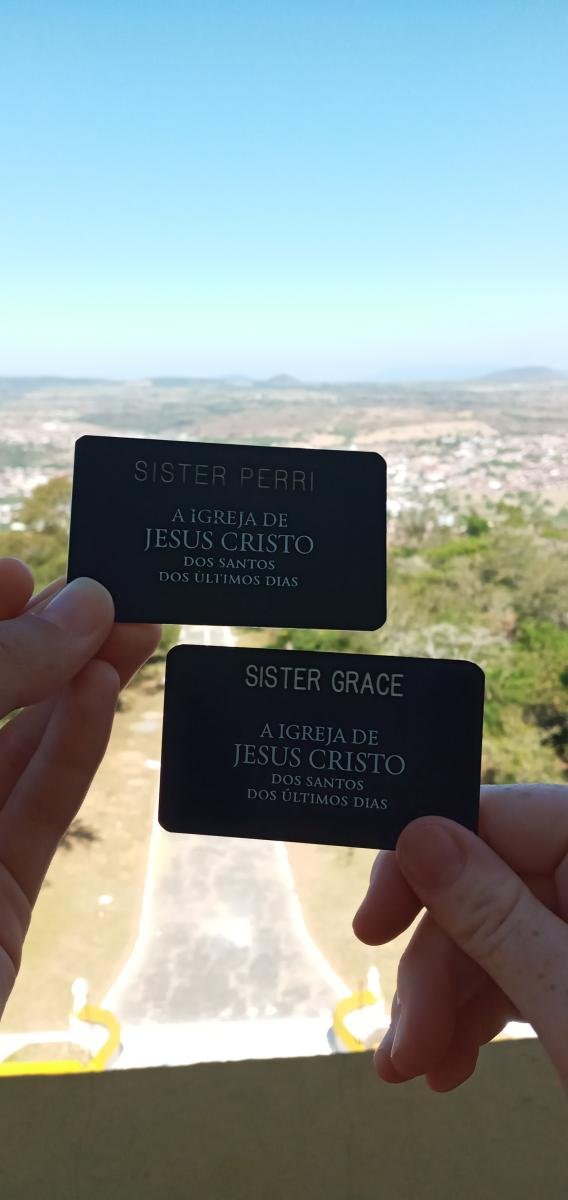 SISTER PERRI
A IGREJA DE
JESUS CRISTO
DOS SANTOS
DOS ÚLTIMOS DIAS
SISTER GRACE
A IGREJA DE
JESUS CRISTO
DOS SANTOS
DOS ÚLTIMOS DIAS